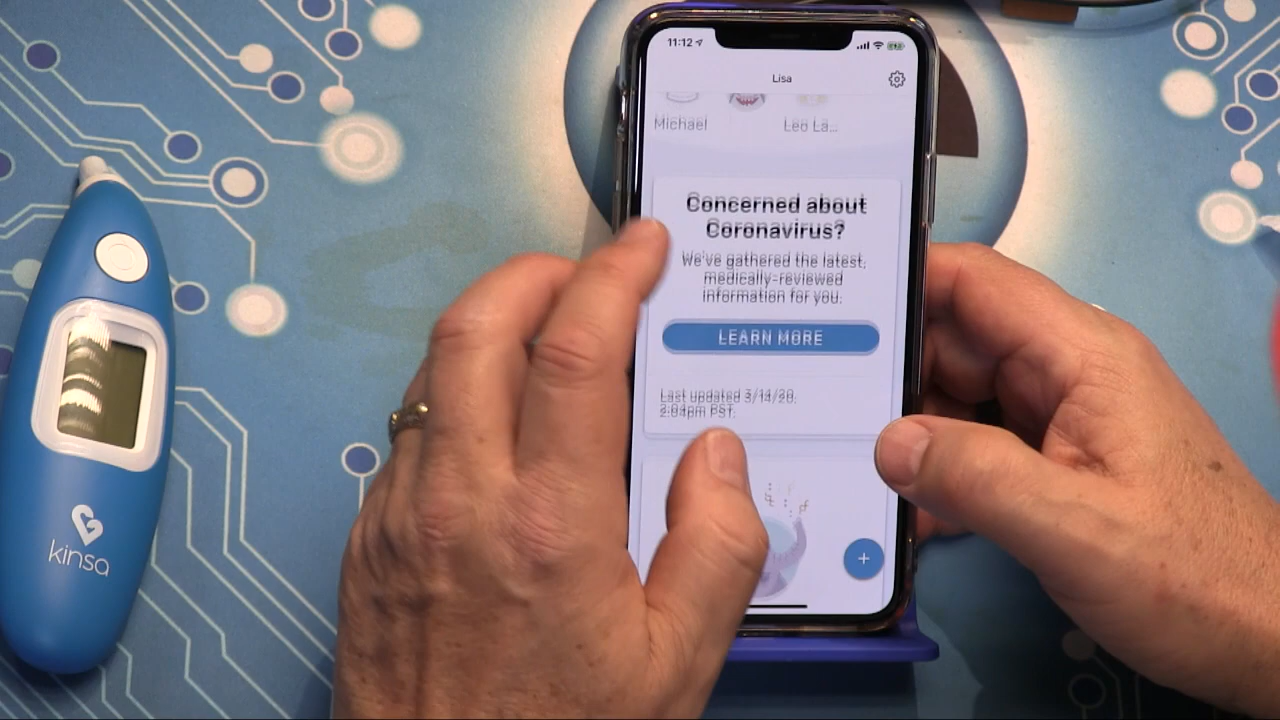 11:12
Lisa
Michael
Leo La...
Concerned about
Coronavirus?
We've gathered the latest,
medically-reviewed
information for you.
LEARN MORE
Last updated 3/14/20,
2:04pm PST.
+
kinsa